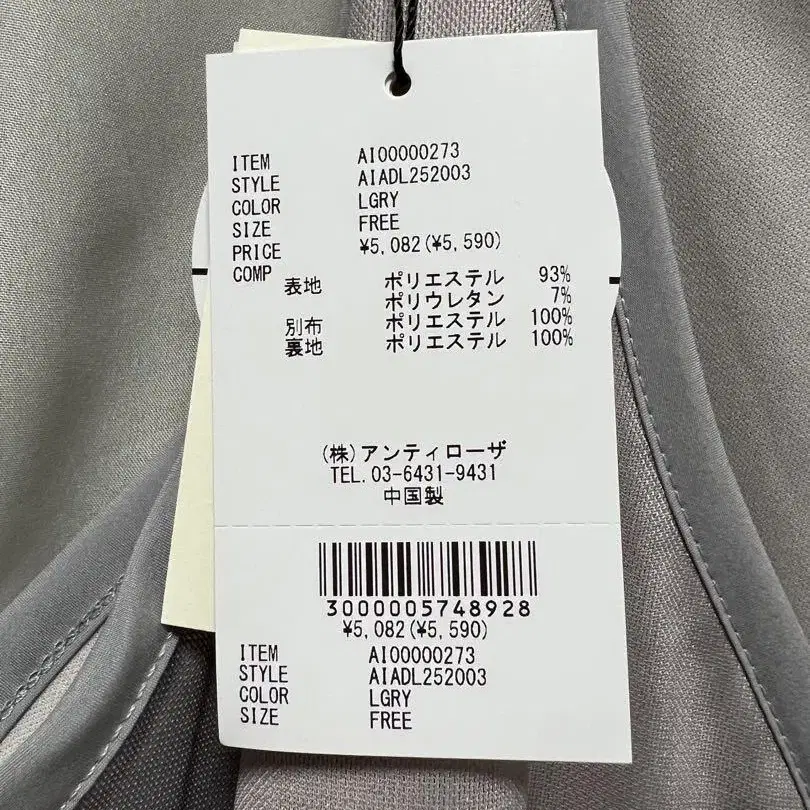 ITEM AI00000273
STYLE AIADL252003
COLOR LGRY
SIZE FREE
PRICE ¥5,082(¥5,590)
COMP
表地 ポリエステル 93%
ポリウレタン 7%
別布 ポリエステル 100%
裏地 ポリエステル 100%
(株)アンティローザ
TEL.03-6431-9431
中国製
3000005748928
¥5,082(¥5,590)
ITEM AI00000273
STYLE AIADL252003
COLOR LGRY
SIZE FREE